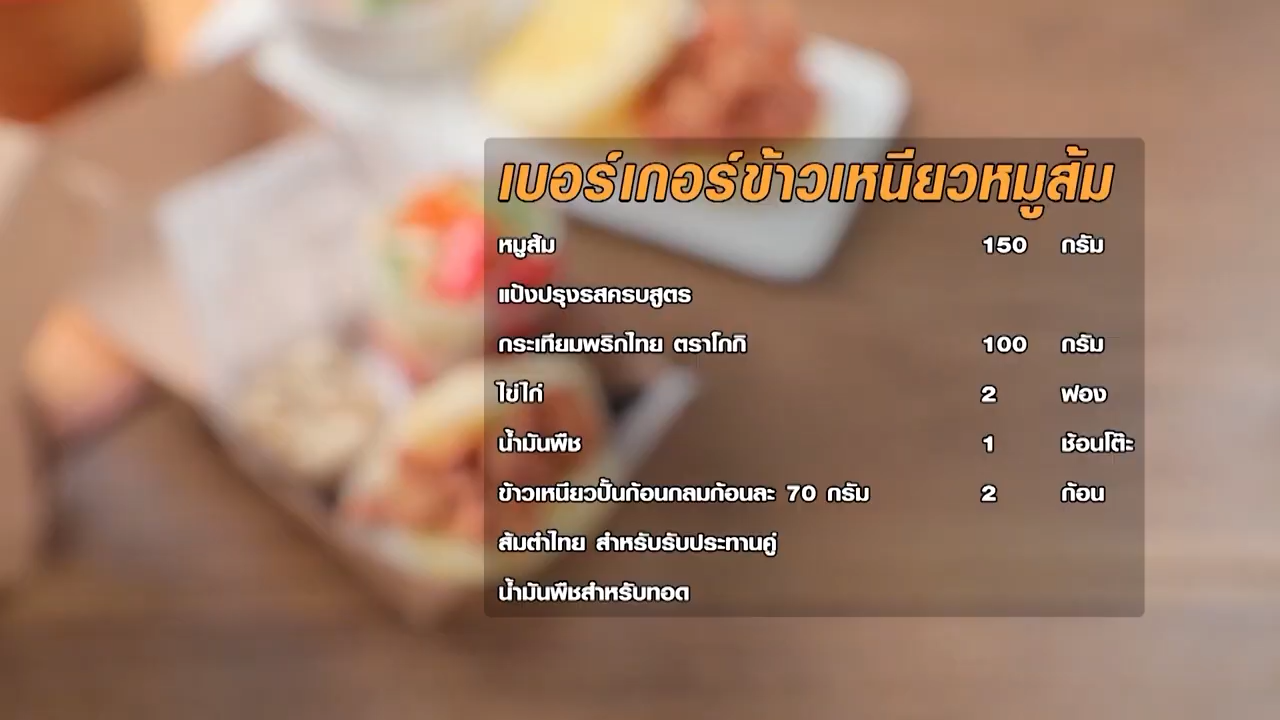 เบอร์เกอร์ข้าวเหนียวหมูส้ม
หมูส้ม 150 กรัม
แป้งปรุงรสครบสูตร
กระเทียมพริกไทย ตราโกกิ 100 กรัม
ไข่ไก่ 2 ฟอง
น้ำมันพืช 1 ช้อนโต๊ะ
ข้าวเหนียวปั้นก้อนกลมก้อนละ 70 กรัม 2 ก้อน
ส้มตำไทย สำหรับรับประทานคู่
น้ำมันพืชสำหรับทอด